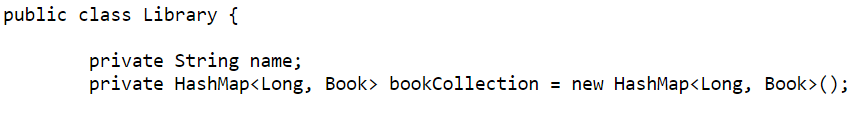 public class Library {
private String name;
private HashMap<Long, Book> bookCollection = new HashMap<Long, Book>();